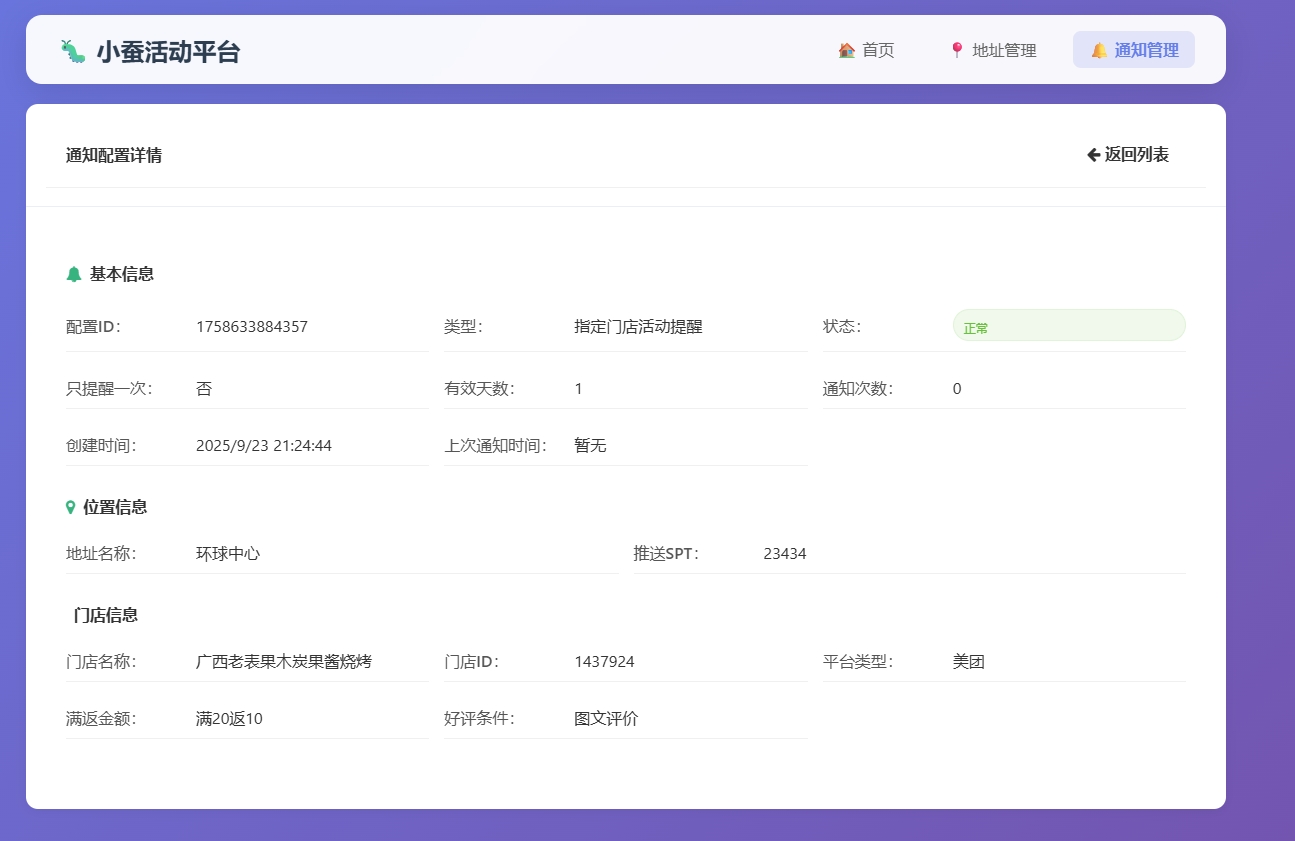 小蚕活动平台
首页 地址管理 通知管理
通知配置详情 返回列表
基本信息
配置ID： 1758633884357 类型： 指定门店活动提醒 状态： 正常
只提醒一次： 否 有效天数： 1 通知次数： 0
创建时间： 2025/9/23 21:24:44 上次通知时间： 暂无
位置信息
地址名称： 环球中心 推送SPT： 23434
门店信息
门店名称： 广西老表果木炭果酱烧烤 门店ID： 1437924 平台类型： 美团
满返金额： 满20返10 好评条件： 图文评价